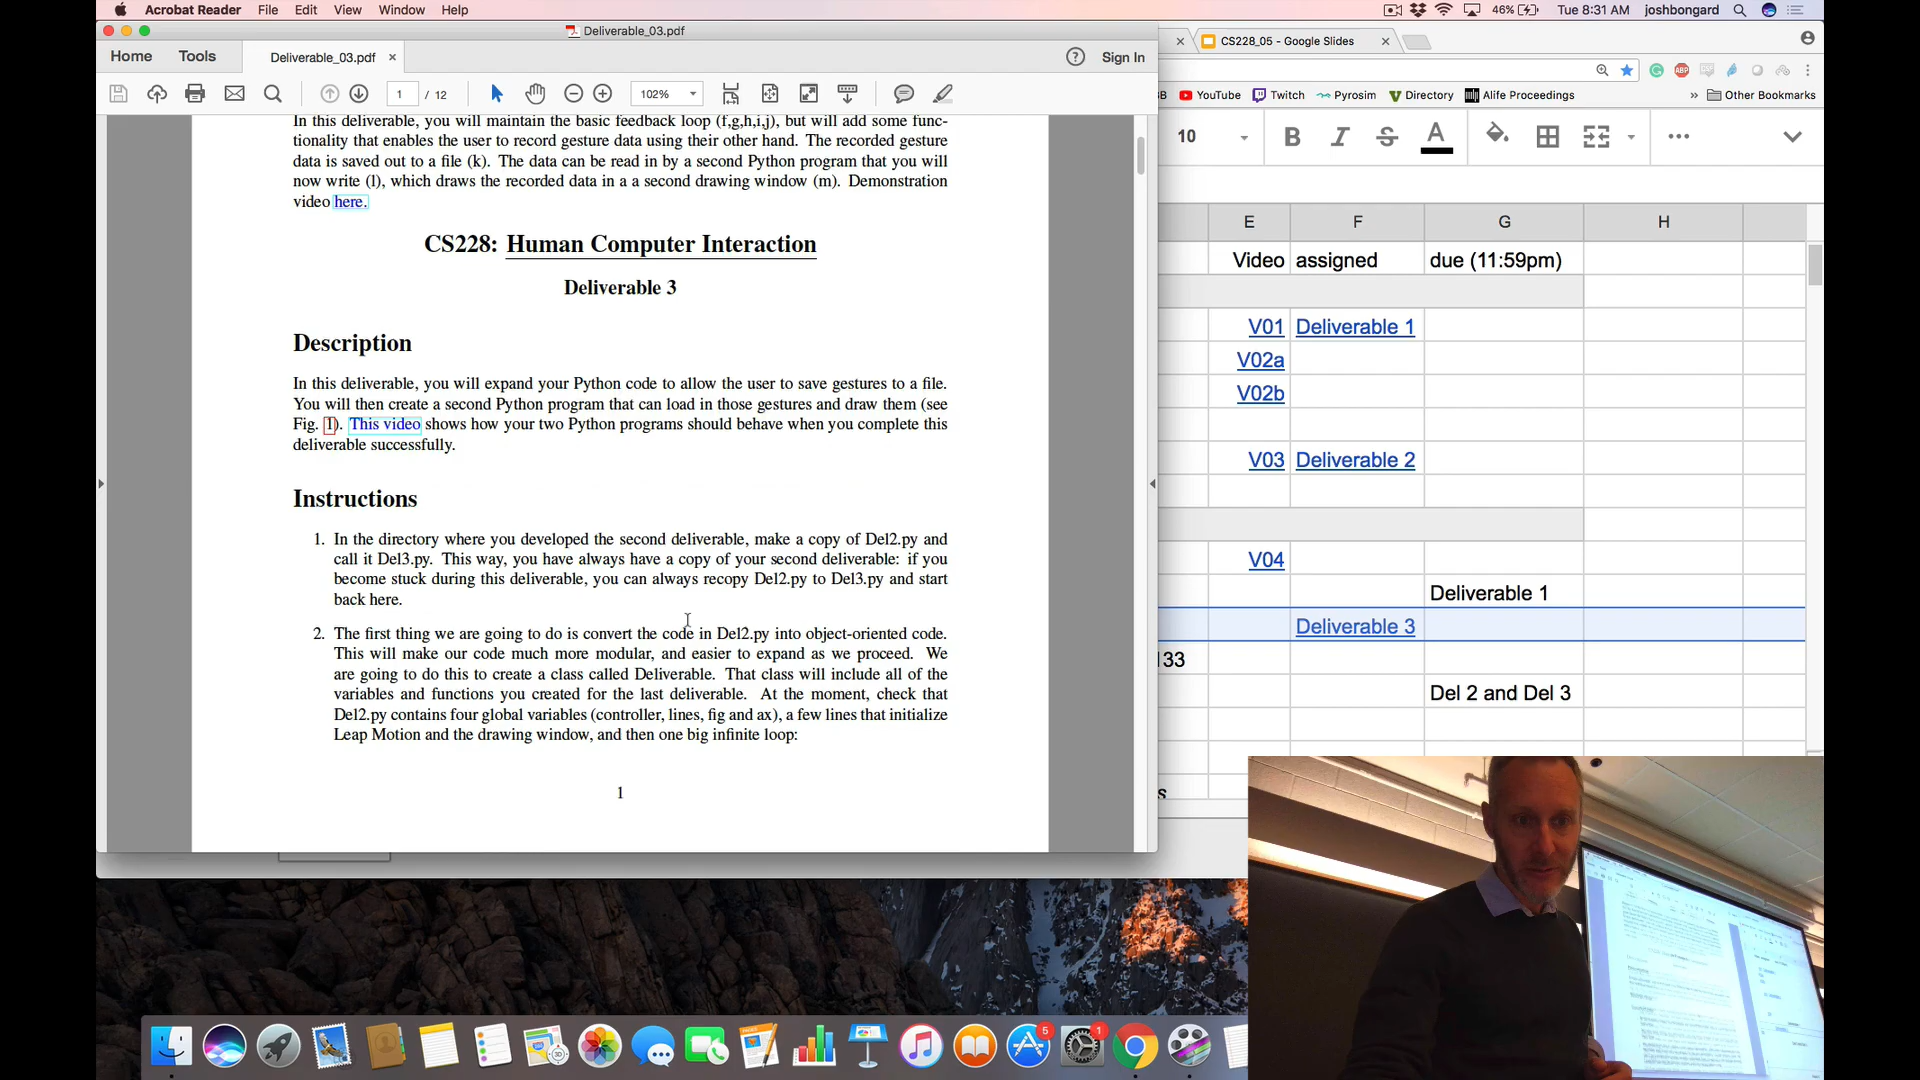 Acrobat Reader File Edit View Window Help
46% Tue 8:31 AM joshbongard
Deliverable_03.pdf
Home Tools Deliverable_03.pdf × ? Sign In
1 / 12 102%
In this deliverable, you will maintain the basic feedback loop (f,g,h,i,j), but will add some func-
tionality that enables the user to record gesture data using their other hand. The recorded gesture
data is saved out to a file (k). The data can be read in by a second Python program that you will
now write (l), which draws the recorded data in a a second drawing window (m). Demonstration
video here.
CS228: Human Computer Interaction
Deliverable 3
Description
In this deliverable, you will expand your Python code to allow the user to save gestures to a file.
You will then create a second Python program that can load in those gestures and draw them (see
Fig. 1). This video shows how your two Python programs should behave when you complete this
deliverable successfully.
Instructions
1. In the directory where you developed the second deliverable, make a copy of Del2.py and
call it Del3.py. This way, you have always have a copy of your second deliverable: if you
become stuck during this deliverable, you can always recopy Del2.py to Del3.py and start
back here.
2. The first thing we are going to do is convert the code in Del2.py into object-oriented code.
This will make our code much more modular, and easier to expand as we proceed. We
are going to do this to create a class called Deliverable. That class will include all of the
variables and functions you created for the last deliverable. At the moment, check that
Del2.py contains four global variables (controller, lines, fig and ax), a few lines that initialize
Leap Motion and the drawing window, and then one big infinite loop:
1
CS228_05 - Google Slides
ABP
YouTube Twitch Pyrosim Directory Alife Proceedings » Other Bookmarks
10 B I S A
E F G H
Video assigned due (11:59pm)
V01 Deliverable 1
V02a
V02b
V03 Deliverable 2
V04
Deliverable 1
Deliverable 3
133
Del 2 and Del 3
s
30
5
1